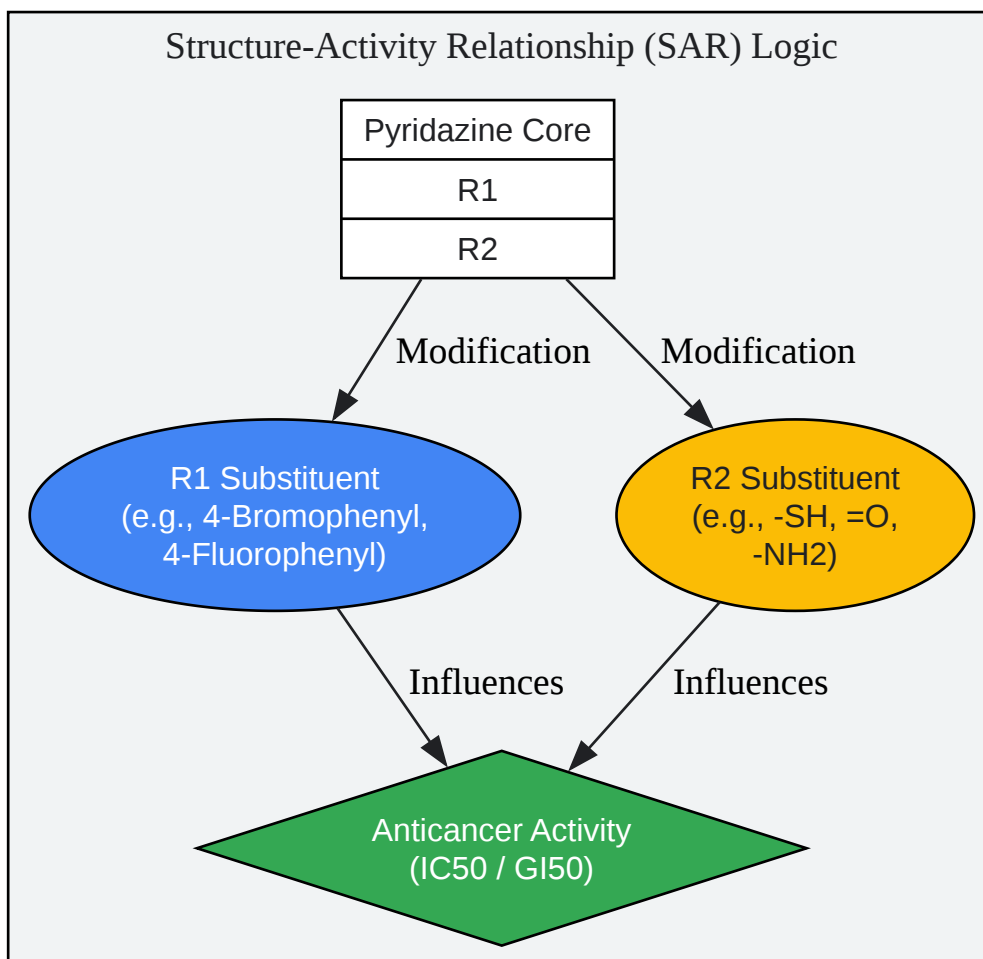 Structure-Activity Relationship (SAR) Logic
Pyridazine Core
R1
R2
Modification
Modification
R1 Substituent
(e.g., 4-Bromophenyl,
4-Fluorophenyl)
R2 Substituent
(e.g., -SH, =O,
-NH2)
Influences
Influences
Anticancer Activity
(IC50 / GI50)